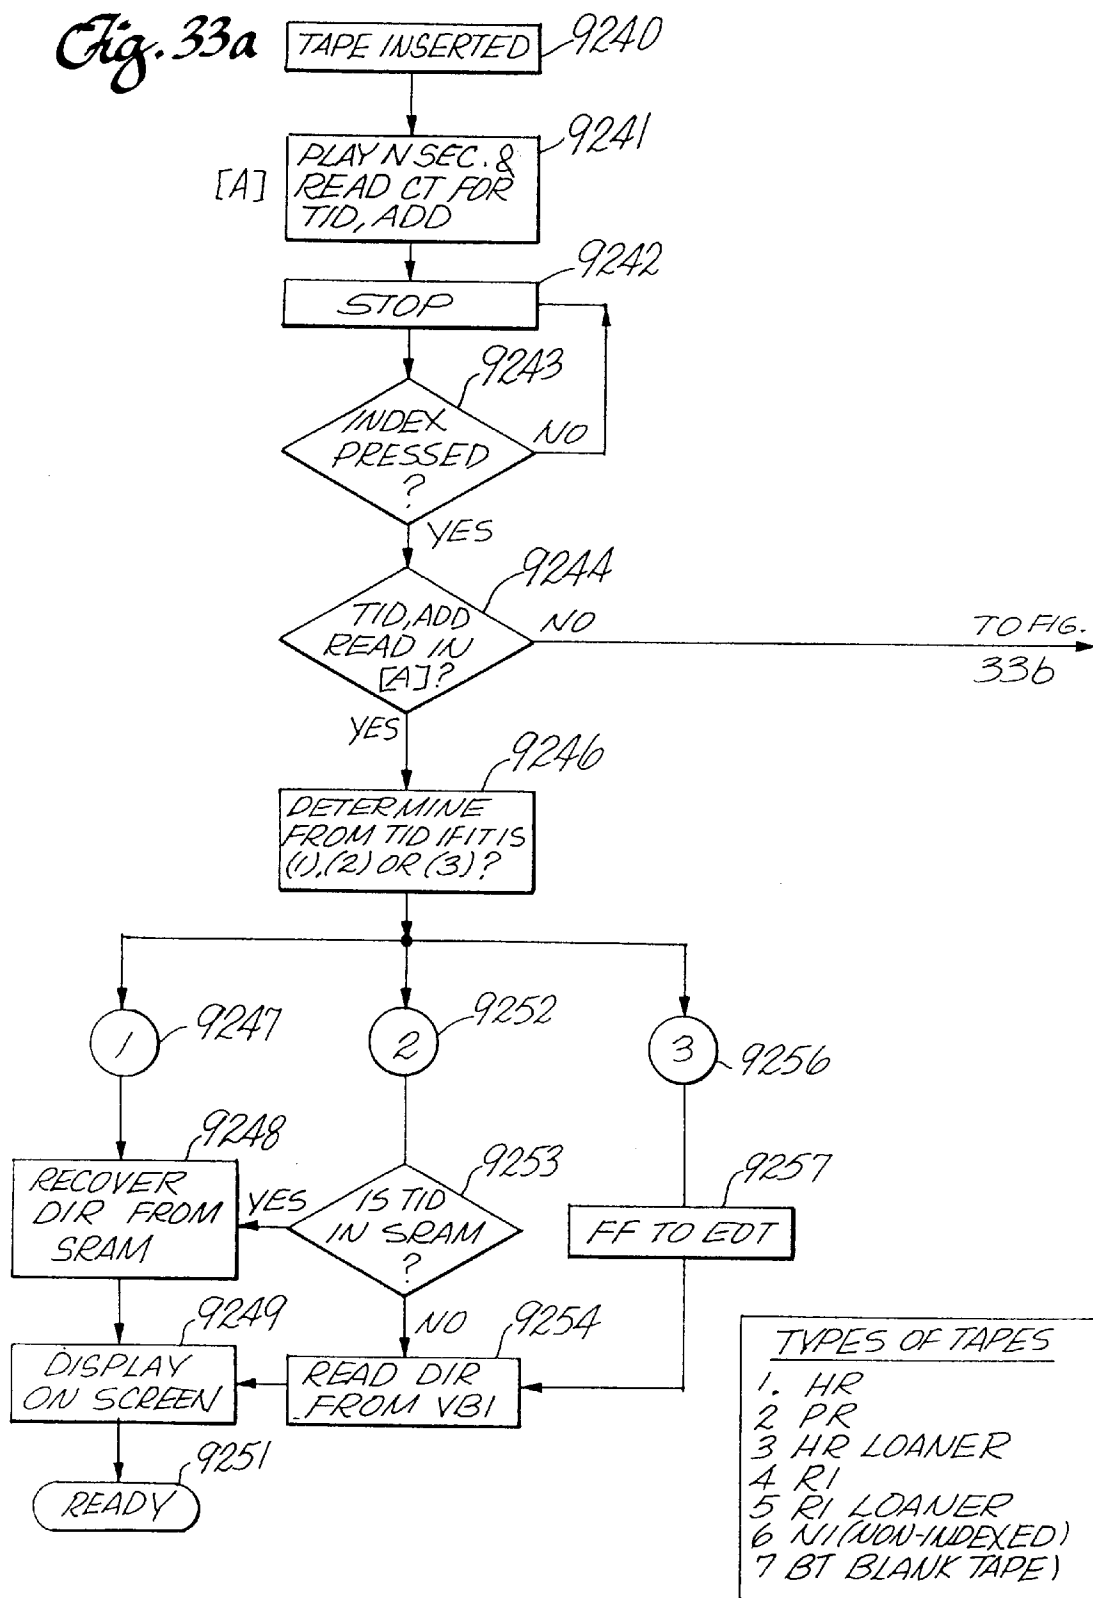 Fig. 33a
TAPE INSERTED
9240
[A]
PLAY N SEC. &
READ CT FOR
TID, ADD
9241
STOP
9242
INDEX
PRESSED
?
9243
NO
YES
TID, ADD
READ IN
[A]?
9244
NO
TO FIG.
33b
YES
DETERMINE
FROM TID IF IT IS
(1), (2) OR (3)?
9246
1
9247
2
9252
3
9256
RECOVER
DIR FROM
SRAM
9248
YES
IS TID
IN SRAM
?
9253
FF TO EOT
9257
NO
DISPLAY
ON SCREEN
9249
READ DIR
FROM VBI
9254
READY
9251
TYPES OF TAPES
1. HR
2 PR
3 HR LOANER
4 RI
5 RI LOANER
6 NI (NON-INDEXED)
7 BT BLANK TAPE)